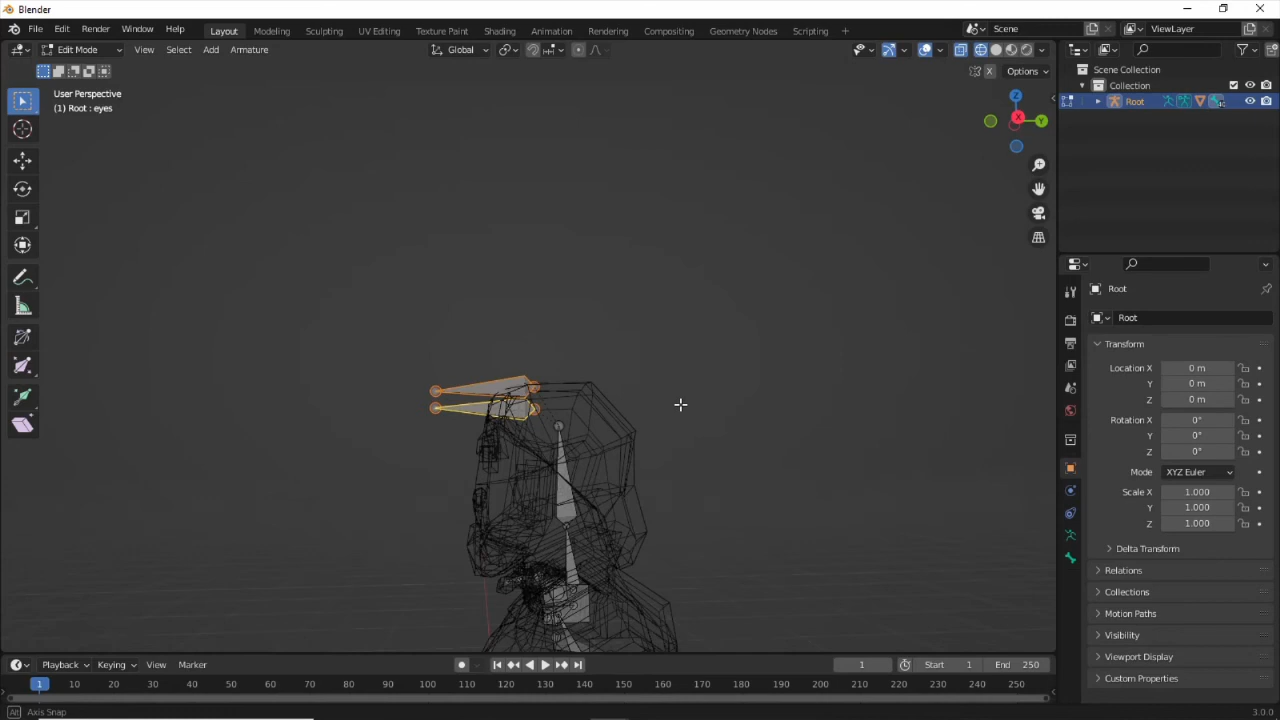 Blender
File Edit Render Window Help Layout Modeling Sculpting UV Editing Texture Paint Shading Animation Rendering Compositing Geometry Nodes Scripting + Scene ViewLayer
Edit Mode View Select Add Armature Global
X Options
User Perspective
(1) Root : eyes
Z
X
Y
Scene Collection
Collection
Root
Root
Root
Transform
Location X 0 m
Y 0 m
Z 0 m
Rotation X 0°
Y 0°
Z 0°
Mode XYZ Euler
Scale X 1.000
Y 1.000
Z 1.000
Delta Transform
Relations
Collections
Motion Paths
Visibility
Viewport Display
Custom Properties
Playback Keying View Marker 1 Start 1 End 250
1 10 20 30 40 50 60 70 80 90 100 110 120 130 140 150 160 170 180 190 200 210 220 230 240 250
Alt Axis Snap 3.0.0